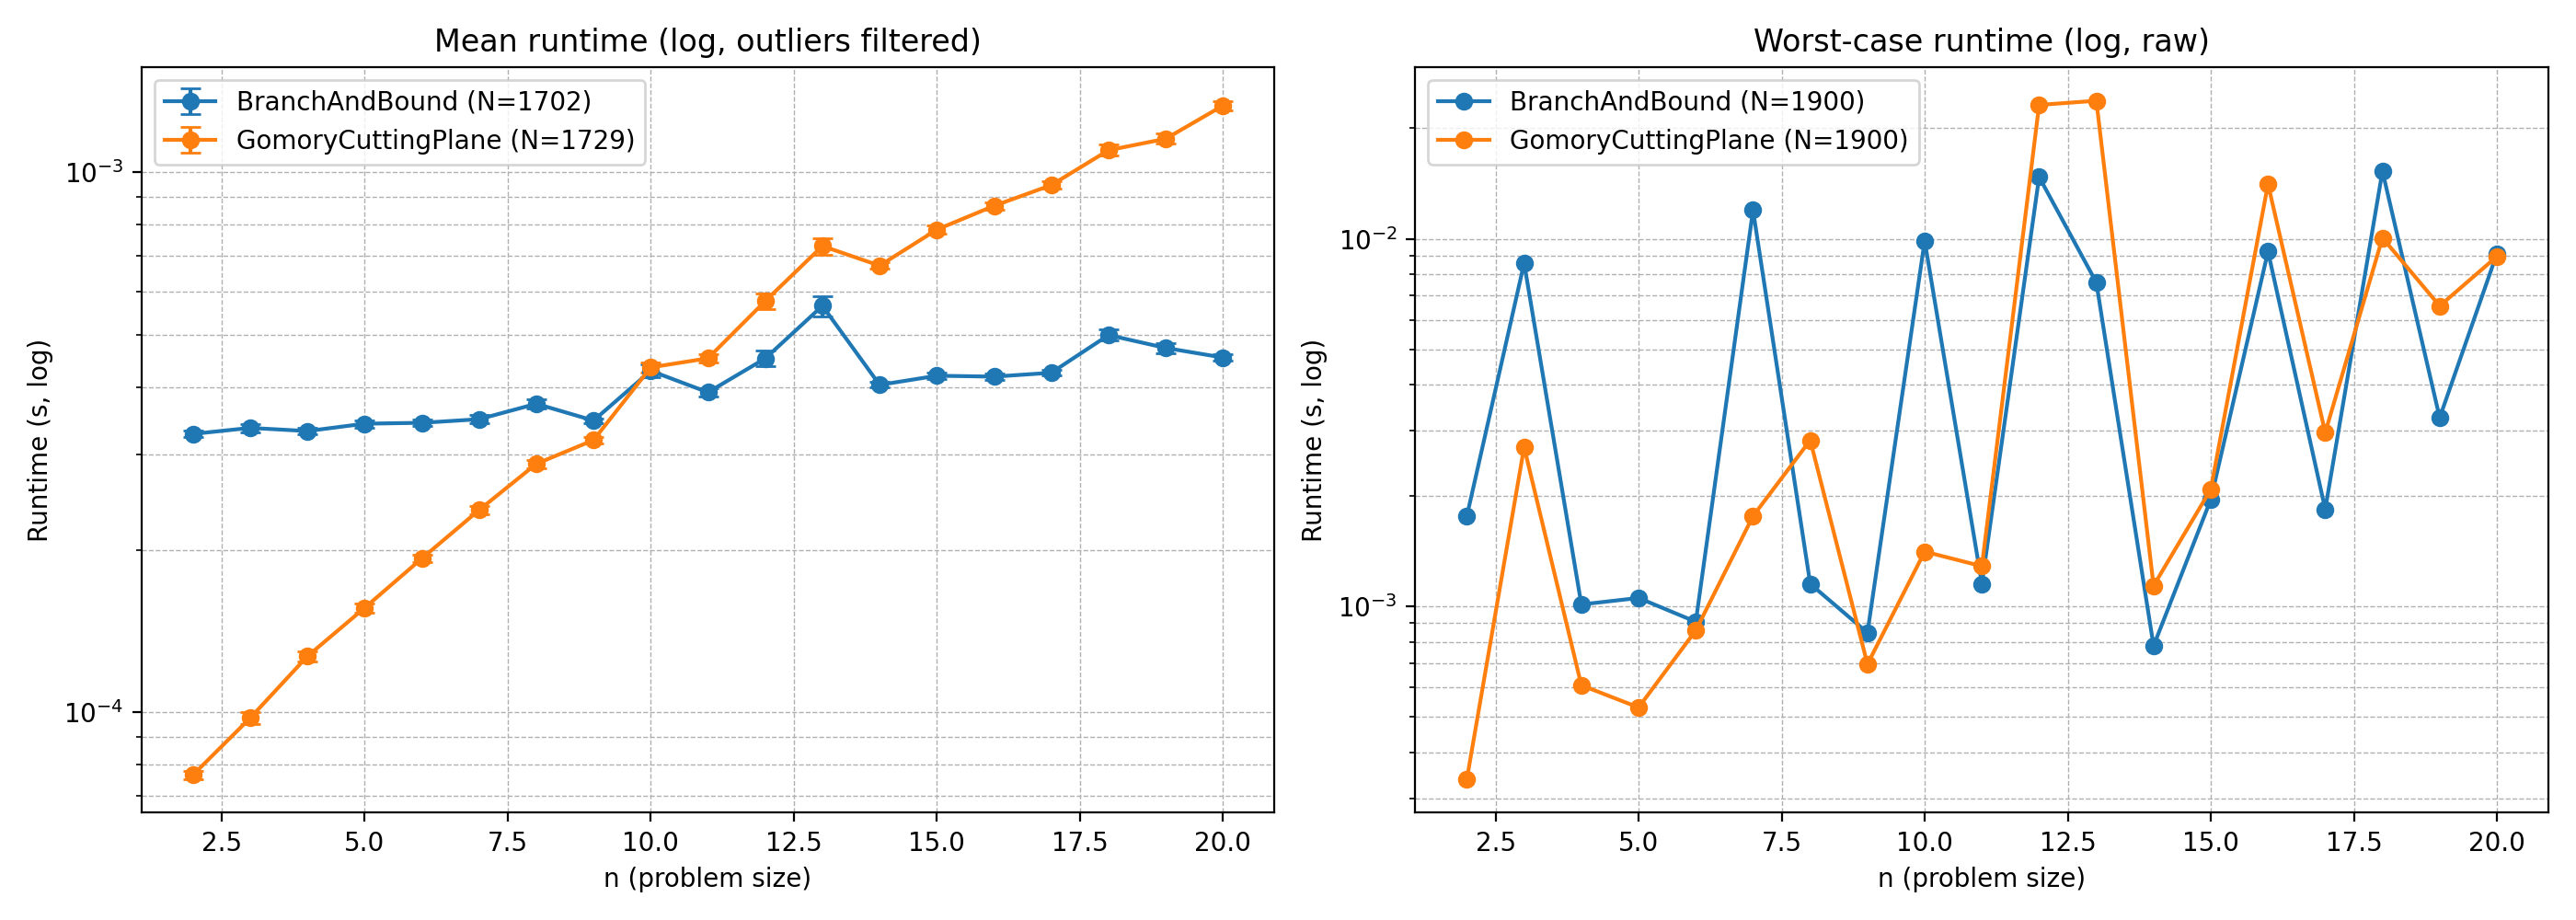 Mean runtime (log, outliers filtered)
BranchAndBound (N=1702)
GomoryCuttingPlane (N=1729)
Runtime (s, log)
10⁻³
10⁻⁴
2.5 5.0 7.5 10.0 12.5 15.0 17.5 20.0
n (problem size)
Worst-case runtime (log, raw)
BranchAndBound (N=1900)
GomoryCuttingPlane (N=1900)
Runtime (s, log)
10⁻²
10⁻³
2.5 5.0 7.5 10.0 12.5 15.0 17.5 20.0
n (problem size)